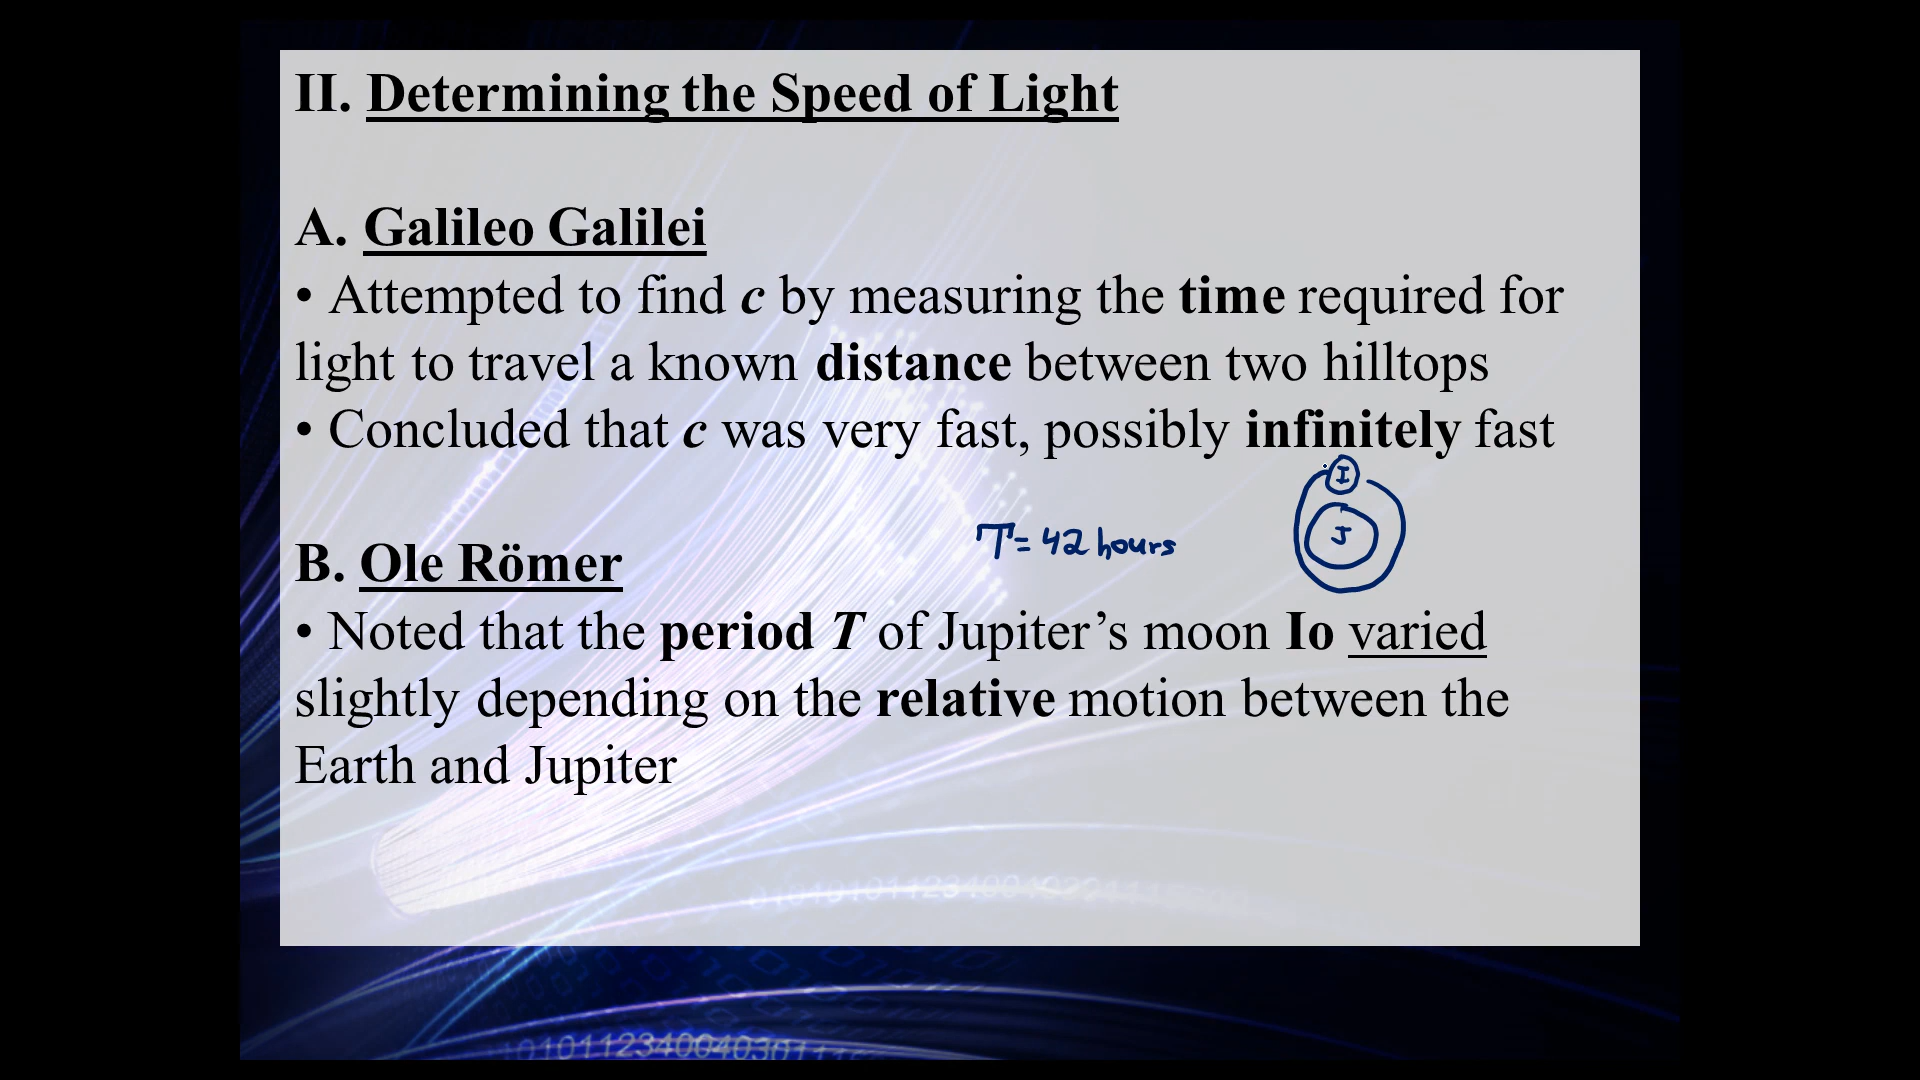 II. Determining the Speed of Light
A. Galileo Galilei
• Attempted to find c by measuring the time required for
light to travel a known distance between two hilltops
• Concluded that c was very fast, possibly infinitely fast
I
J
T = 42 hours
B. Ole Römer
• Noted that the period T of Jupiter’s moon Io varied
slightly depending on the relative motion between the
Earth and Jupiter